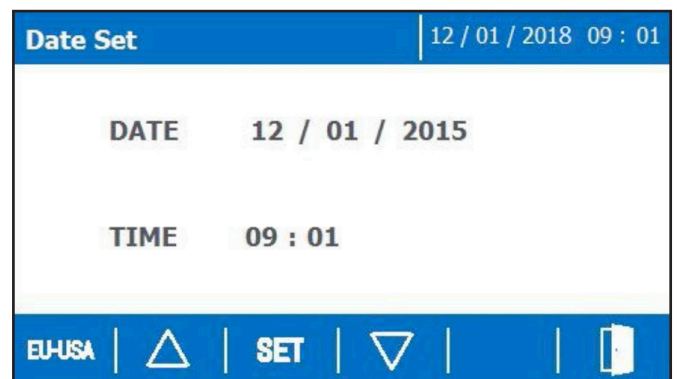 Date Set 12 / 01 / 2018 09 : 01
DATE 12 / 01 / 2015
TIME 09 : 01
EU-USA SET